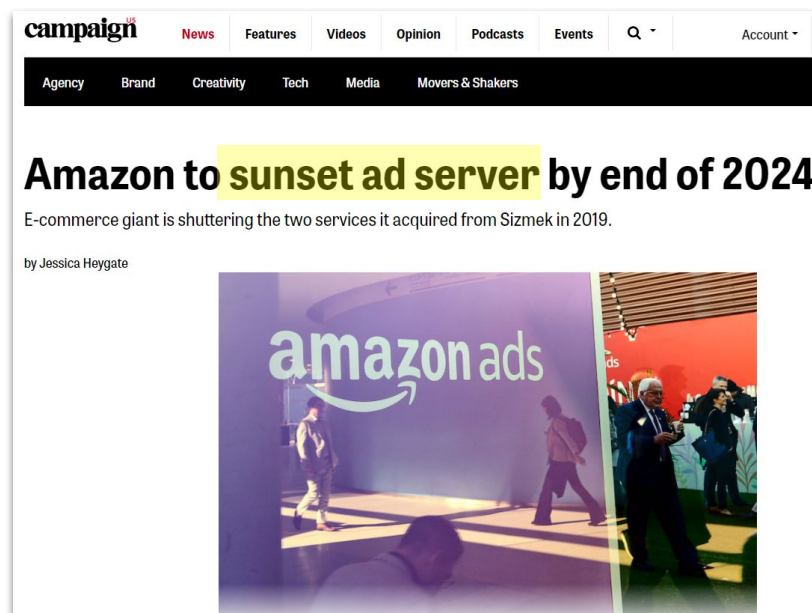 campaign US
News Features Videos Opinion Podcasts Events Account
Agency Brand Creativity Tech Media Movers & Shakers
Amazon to sunset ad server by end of 2024
E-commerce giant is shuttering the two services it acquired from Sizmek in 2019.
by Jessica Heygate
amazon ads
ds